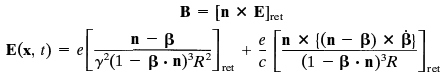 B = [n × E]ret
E(x, t) = e[(n − β) / (γ²(1 − β · n)³R²)]ret + (e/c)[(n × {(n − β) × β̇}) / ((1 − β · n)³R)]ret